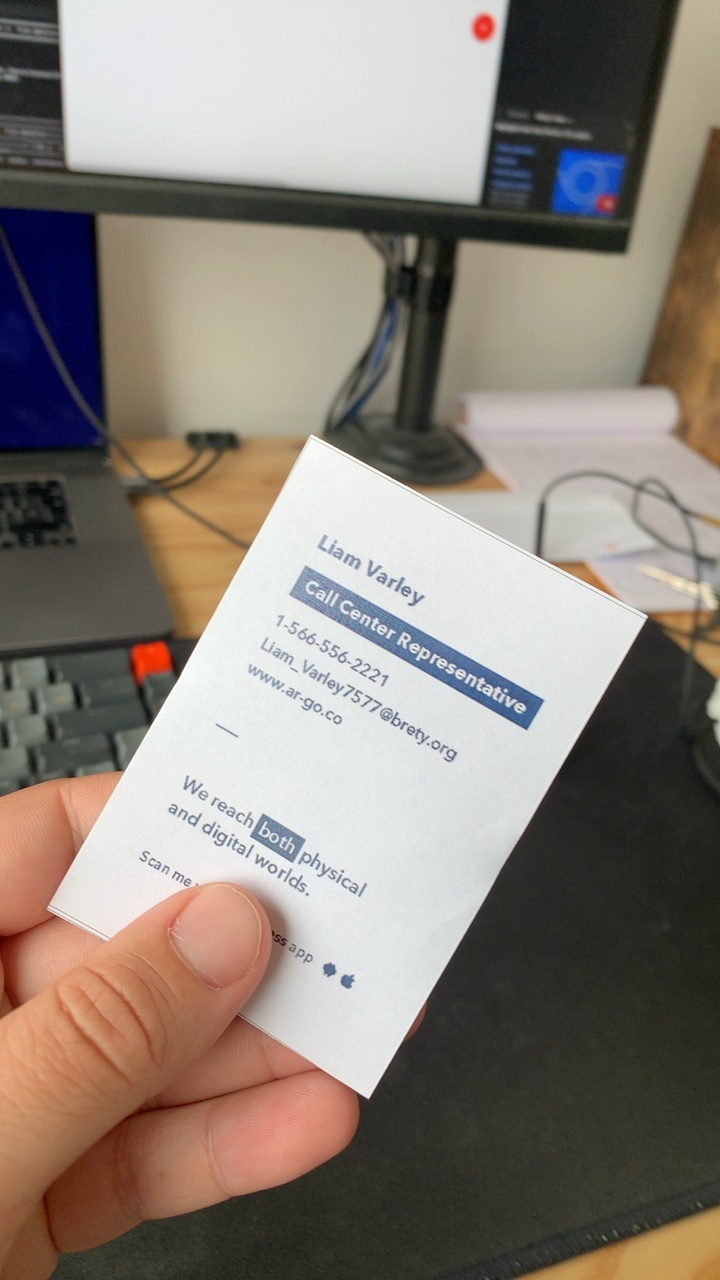 Liam Varley
Call Center Representative
1-566-556-2221
Liam_Varley7577@brety.org
www.ar-go.co
We reach both physical
and digital worlds.
Scan me
app